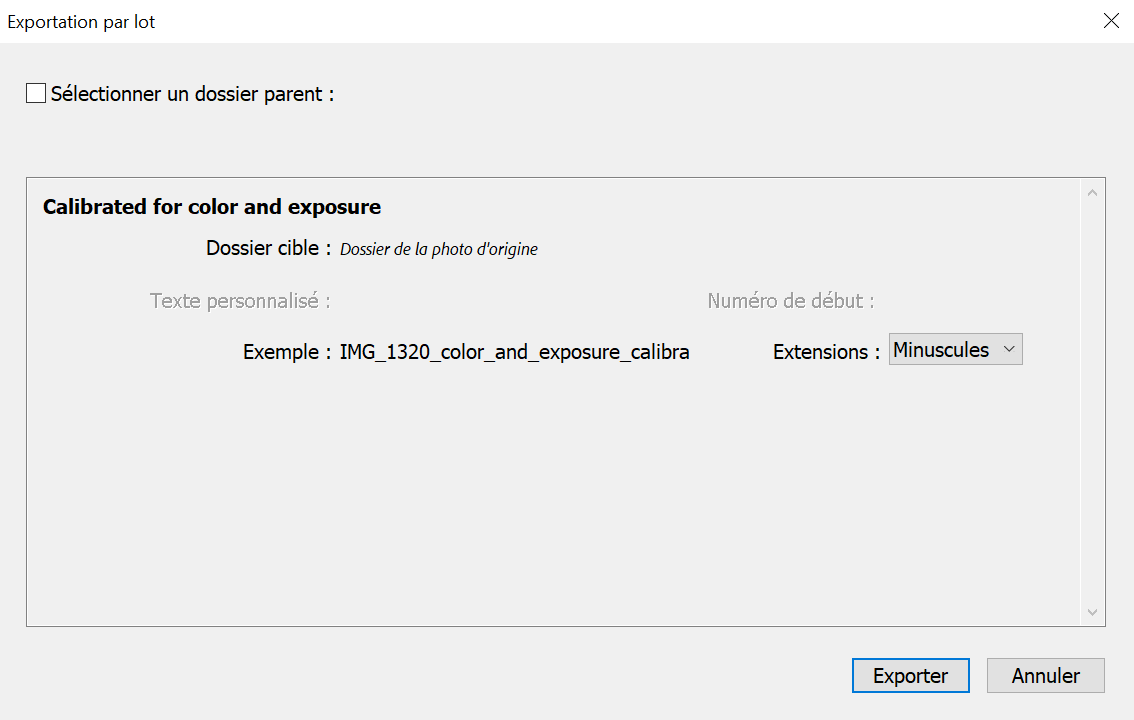 Exportation par lot
Sélectionner un dossier parent :
Calibrated for color and exposure
Dossier cible : Dossier de la photo d'origine
Texte personnalisé : Numéro de début :
Exemple : IMG_1320_color_and_exposure_calibra Extensions : Minuscules
Exporter Annuler